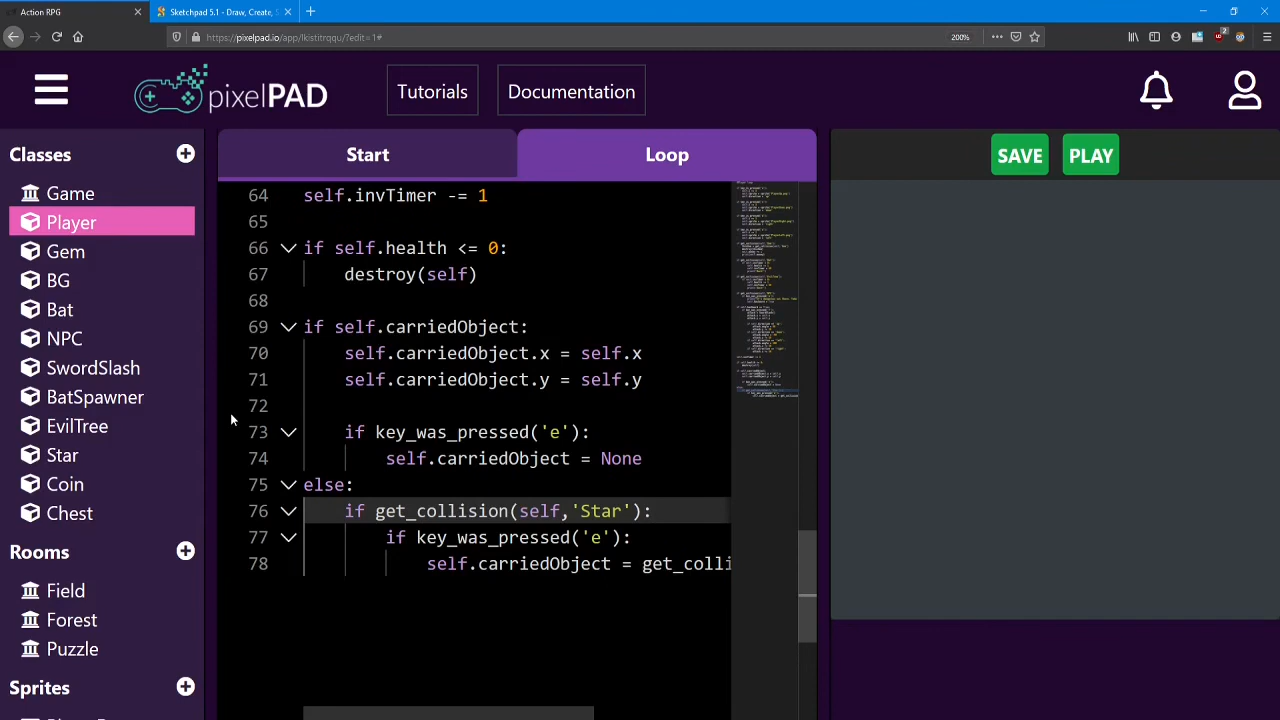 Action RPG
Sketchpad 5.1 - Draw, Create, S
https://pixelpad.io/app/lkistitrqqu/?edit=1#
200%
2
pixelPAD
Tutorials
Documentation
Classes
Game
Player
Gem
BG
Bat
NPC
SwordSlash
BatSpawner
EvilTree
Star
Coin
Chest
Rooms
Field
Forest
Puzzle
Sprites
Start
Loop
64 self.invTimer -= 1
65
66 if self.health <= 0:
67 destroy(self)
68
69 if self.carriedObject:
70 self.carriedObject.x = self.x
71 self.carriedObject.y = self.y
72
73 if key_was_pressed('e'):
74 self.carriedObject = None
75 else:
76 if get_collision(self,'Star'):
77 if key_was_pressed('e'):
78 self.carriedObject = get_colli
SAVE
PLAY